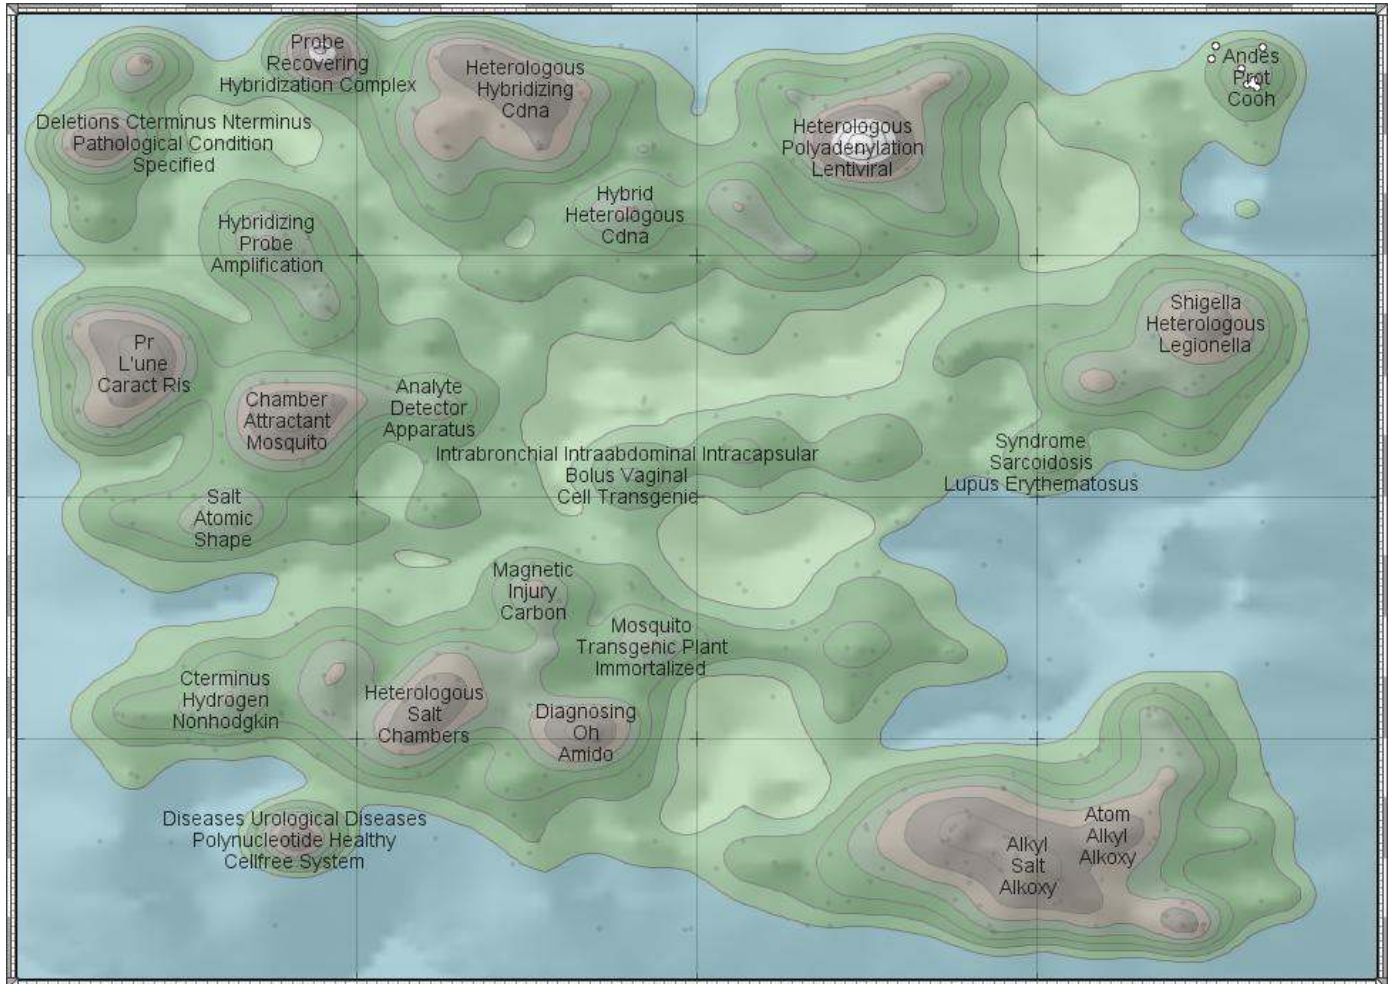 Probe
Recovering
Hybridization Complex
Heterologous
Hybridizing
Cdna
Andes
Prot
Cooh
Deletions Cterminus Nterminus
Pathological Condition
Specified
Heterologous
Polyadenylation
Lentiviral
Hybrid
Heterologous
Cdna
Hybridizing
Probe
Amplification
Shigella
Heterologous
Legionella
Pr
L'une
Caract Ris
Chamber
Attractant
Mosquito
Analyte
Detector
Apparatus
Intrabronchial Intraabdominal Intracapsular
Bolus Vaginal
Cell Transgenic
Syndrome
Sarcoidosis
Lupus Erythematosus
Salt
Atomic
Shape
Magnetic
Injury
Carbon
Mosquito
Transgenic Plant
Immortalized
Cterminus
Hydrogen
Nonhodgkin
Heterologous
Salt
Chambers
Diagnosing
Oh
Amido
Diseases Urological Diseases
Polynucleotide Healthy
Cellfree System
Atom
Alkyl
Alkoxy
Alkyl
Salt
Alkoxy